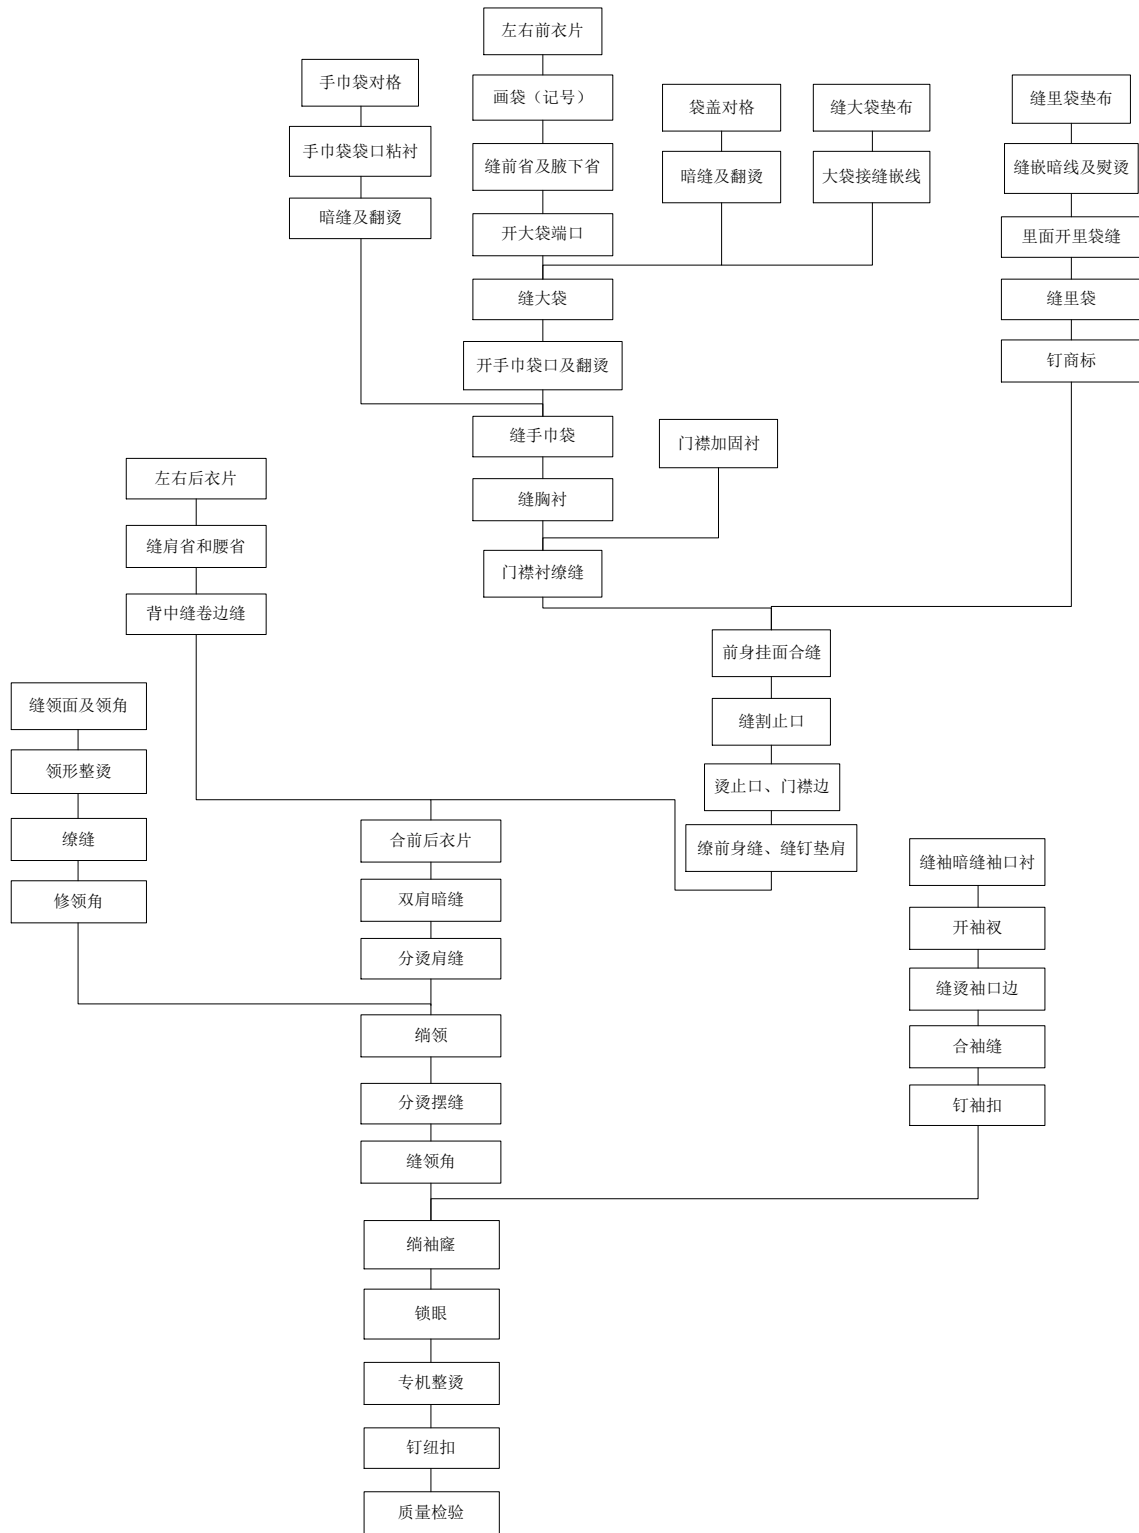 左右前衣片
手巾袋对格
画袋（记号）
袋盖对格
缝大袋垫布
缝里袋垫布
手巾袋袋口粘衬
缝前省及腋下省
暗缝及翻烫
大袋接缝嵌线
缝嵌暗线及熨烫
暗缝及翻烫
开大袋端口
里面开里袋缝
缝大袋
缝里袋
开手巾袋口及翻烫
钉商标
缝手巾袋
门襟加固衬
左右后衣片
缝胸衬
缝肩省和腰省
门襟衬缭缝
背中缝卷边缝
前身挂面合缝
缝领面及领角
缝割止口
领形整烫
烫止口、门襟边
缭缝
合前后衣片
缭前身缝、缝钉垫肩
缝袖暗缝袖口衬
修领角
双肩暗缝
开袖衩
分烫肩缝
缝烫袖口边
绱领
合袖缝
分烫摆缝
钉袖扣
缝领角
绱袖窿
锁眼
专机整烫
钉纽扣
质量检验